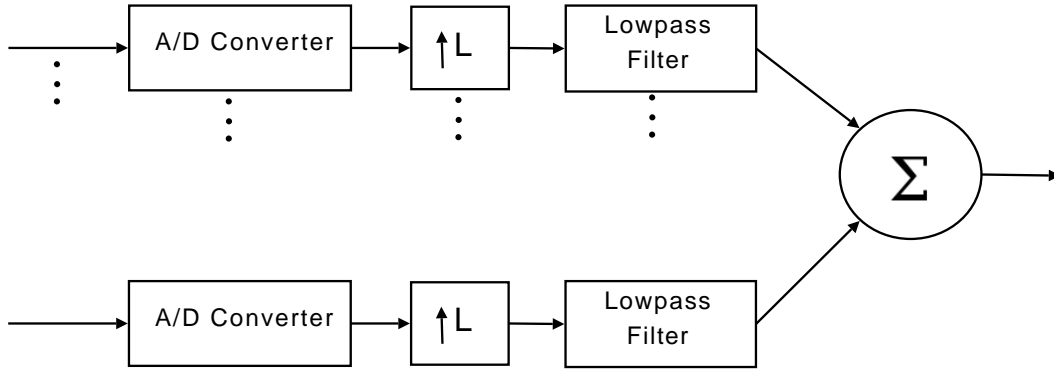 A/D Converter
↑L
Lowpass
Filter
Σ
A/D Converter
↑L
Lowpass
Filter